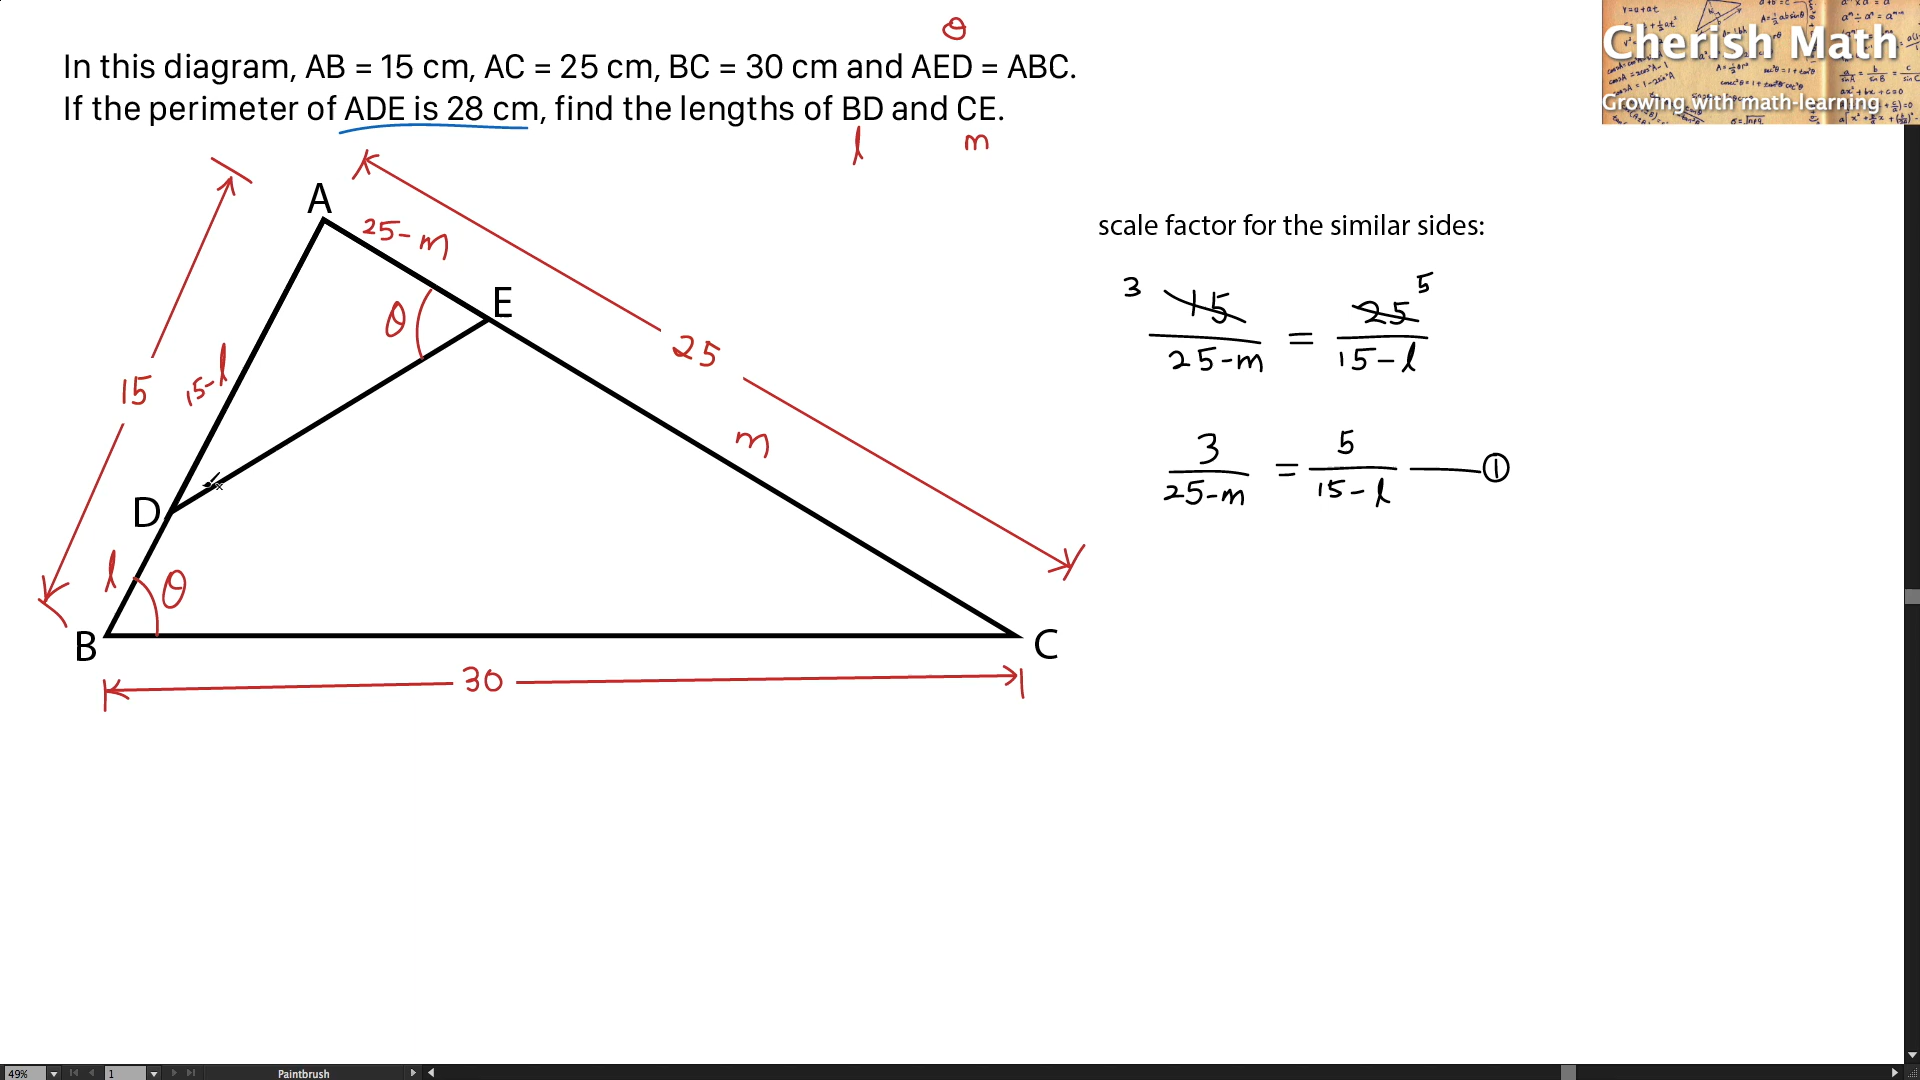 θ
In this diagram, AB = 15 cm, AC = 25 cm, BC = 30 cm and AED = ABC.
If the perimeter of ADE is 28 cm, find the lengths of BD and CE.
l m
Cherish Math
Growing with math-learning
A
25-m
E
θ
25
15
15-l
m
D
l
θ
B
C
30
scale factor for the similar sides:
3 15 = 25 5
25-m 15-l
3 = 5 ①
25-m 15-l
49%
1
Paintbrush